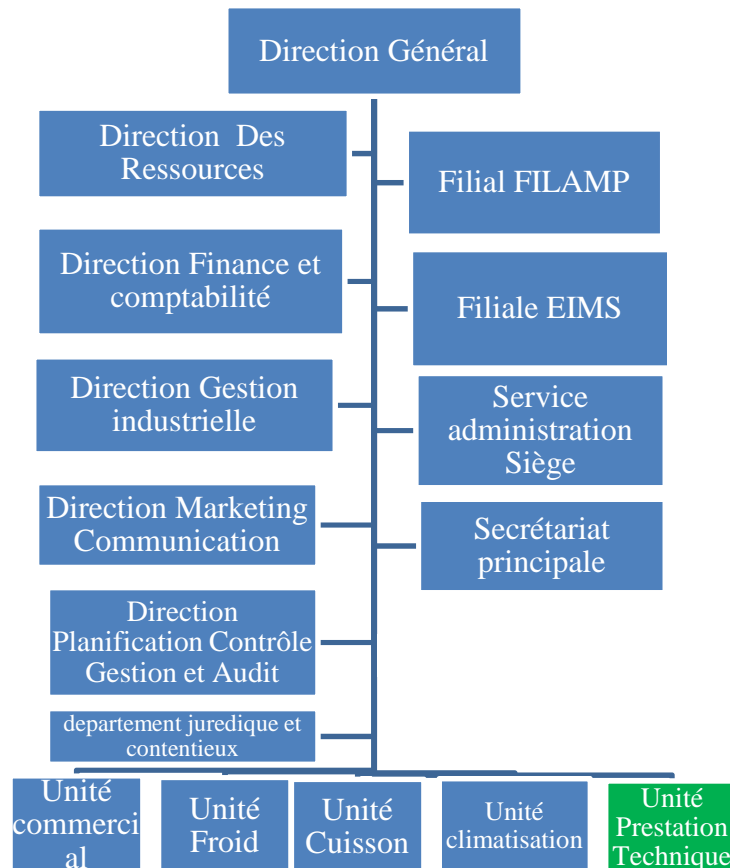 Direction Général
Direction Des
Ressources
Filial FILAMP
Direction Finance et
comptabilité
Filiale EIMS
Direction Gestion
industrielle
Service
administration
Siège
Direction Marketing
Communication
Secrétariat
principale
Direction
Planification Contrôle
Gestion et Audit
departement juredique et
contentieux
Unité
commerci
al
Unité
Froid
Unité
Cuisson
Unité
climatisation
Unité
Prestation
Technique